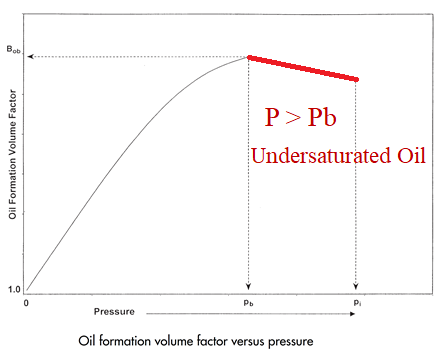 B₀b
P > Pb
Undersaturated Oil
Oil Formation Volume Factor
1.0
0
pb
pi
Pressure
Oil formation volume factor versus pressure